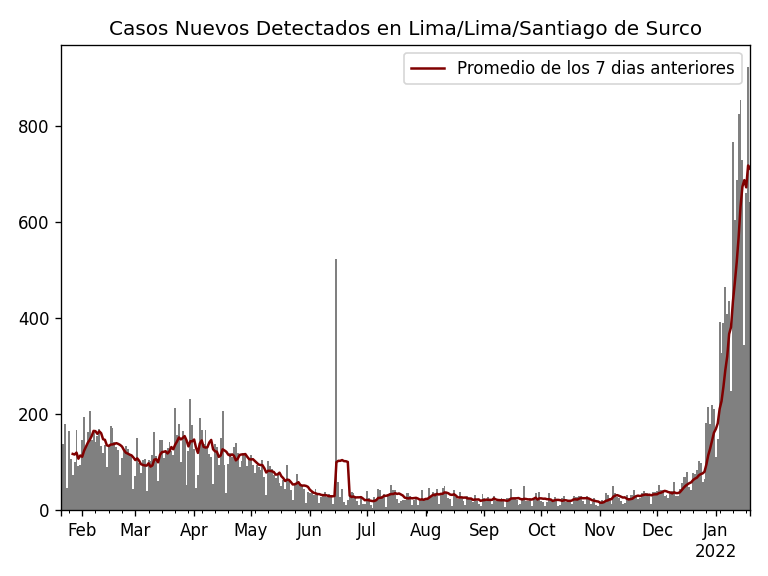 Casos Nuevos Detectados en Lima/Lima/Santiago de Surco
Promedio de los 7 dias anteriores
800
600
400
200
0
Feb Mar Apr May Jun Jul Aug Sep Oct Nov Dec Jan
2022